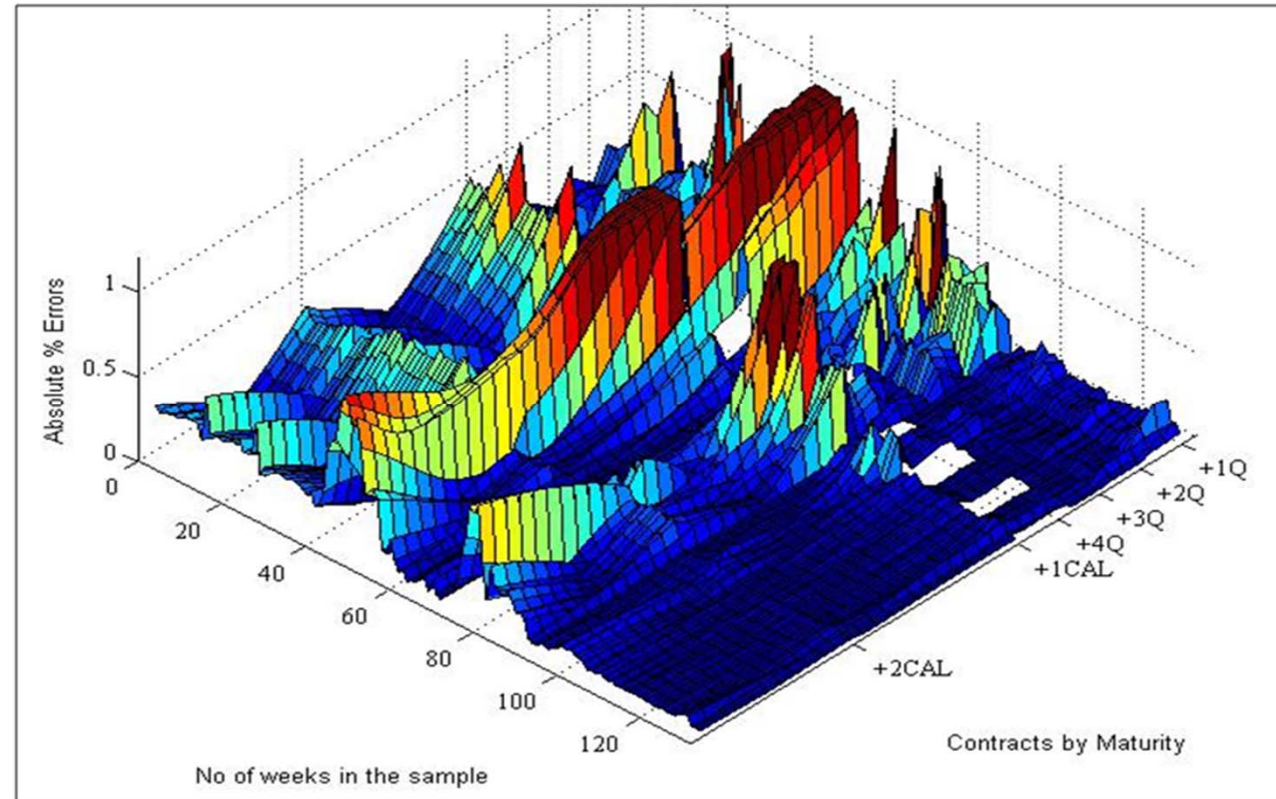 1
0.5
0
Absolute % Errors
0
20
40
60
80
100
120
No of weeks in the sample
+1Q
+2Q
+3Q
+4Q
+1CAL
+2CAL
Contracts by Maturity